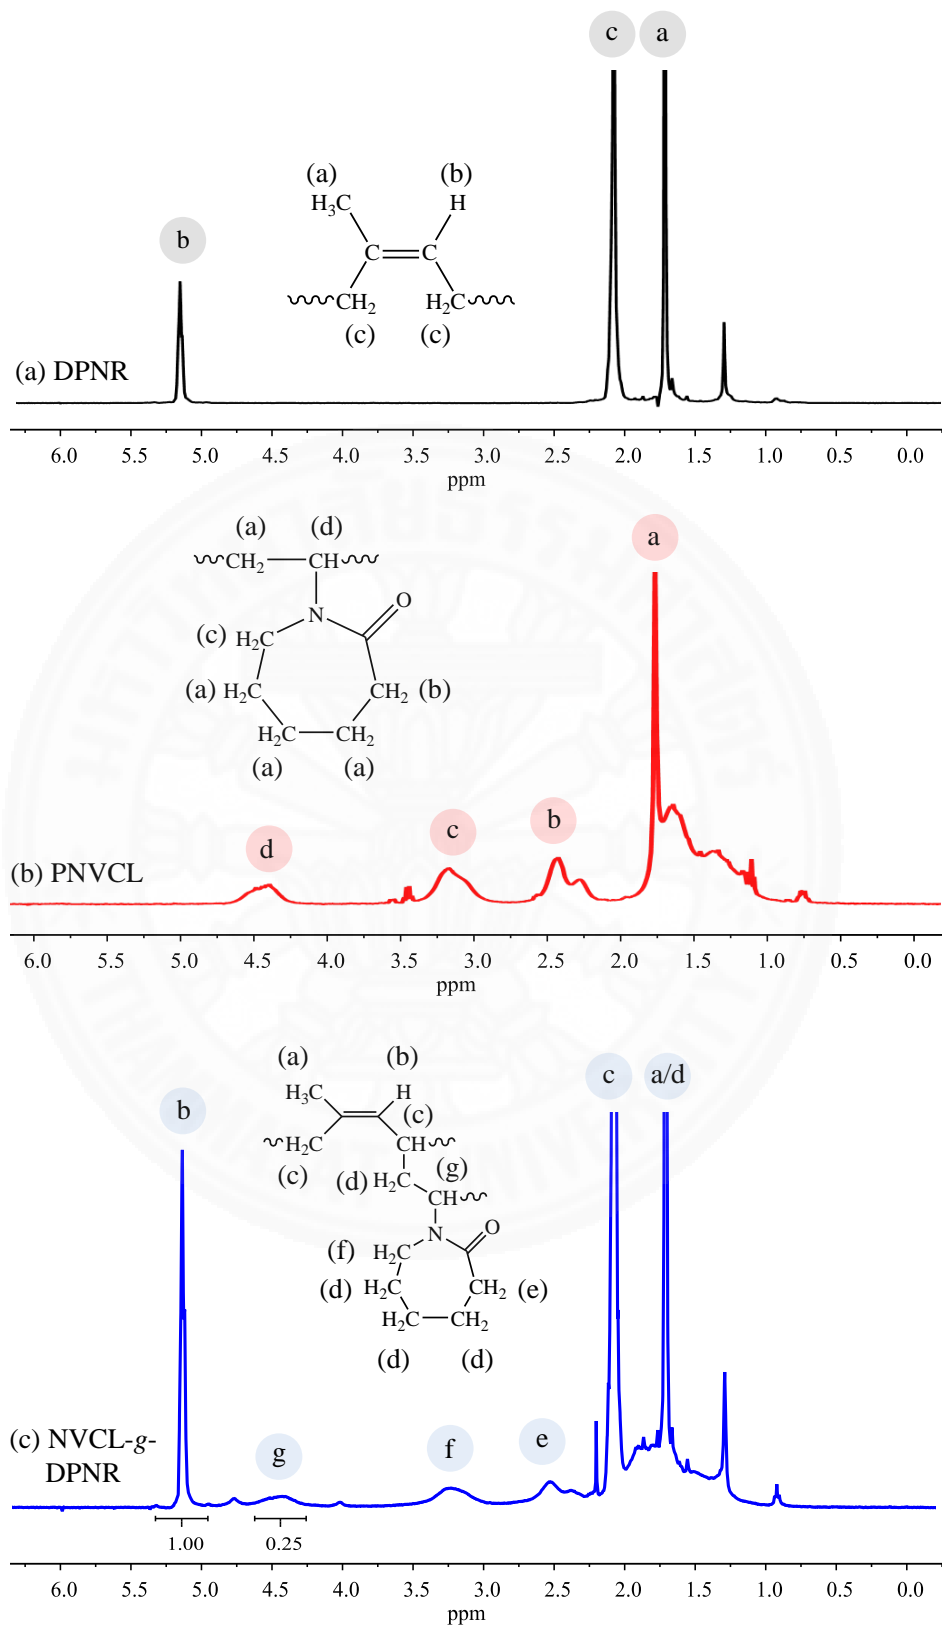 c a
(a) (b)
H₃C H
b
C C
CH₂ H₂C
(c) (c)
(a) DPNR
6.0 5.5 5.0 4.5 4.0 3.5 3.0 2.5 2.0 1.5 1.0 0.5 0.0
ppm
(a) (d)
a
CH₂ CH
O
N
(c) H₂C
(a) H₂C CH₂ (b)
H₂C CH₂
(a) (a)
d c b
(b) PNVCL
6.0 5.5 5.0 4.5 4.0 3.5 3.0 2.5 2.0 1.5 1.0 0.5 0.0
ppm
(a) (b)
c a/d
H₃C H
b
(c)
H₂C CH
(c) (d) H₂C (g)
CH
N O
(f) H₂C
(d) H₂C CH₂ (e)
H₂C CH₂
(d) (d)
(c) NVCL-g-
DPNR
g f e
1.00 0.25
6.0 5.5 5.0 4.5 4.0 3.5 3.0 2.5 2.0 1.5 1.0 0.5 0.0
ppm